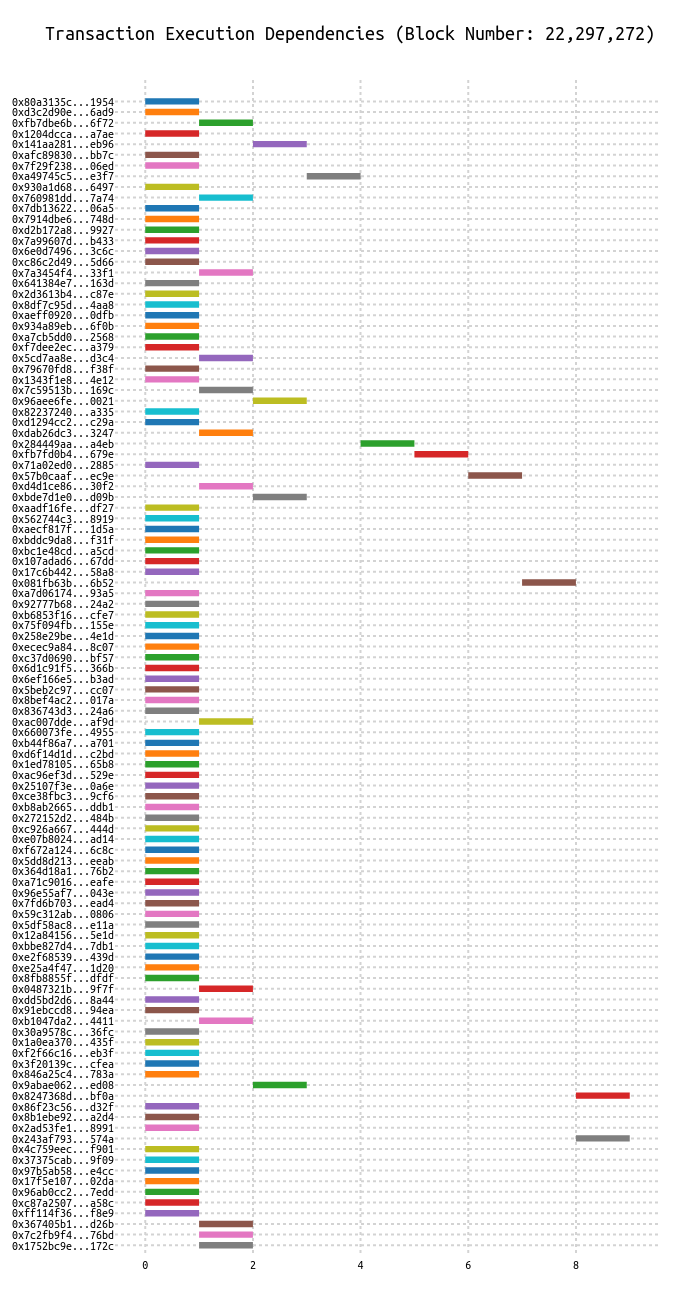 Transaction Execution Dependencies (Block Number: 22,297,272)
0x80a3135c...1954
0xd3c2d90e...6ad9
0xfb7dbe6b...6f72
0x1204dcca...a7ae
0x141aa281...eb96
0xafc89830...bb7c
0x7f29f238...06ed
0xa49745c5...e3f7
0x930a1d68...6497
0x760981dd...7a74
0x7db13622...06a5
0x7914dbe6...748d
0xd2b172a8...9927
0x7a99607d...b433
0x6e0d7496...3c6c
0xc86c2d49...5d66
0x7a3454f4...33f1
0x641384e7...163d
0x2d3613b4...c87e
0x8df7c95d...4aa8
0xaeff0920...0dfb
0x934a89eb...6f0b
0xa7cb5dd0...2568
0xf7dee2ec...a379
0x5cd7aa8e...d3c4
0x79670fd8...f38f
0x1343f1e8...4e12
0x7c59513b...169c
0x96aee6fe...0021
0x82237240...a335
0xd1294cc2...c29a
0xdab26dc3...3247
0x284449aa...a4eb
0xfb7fd0b4...679e
0x71a02ed0...2885
0x57b0caaf...ec9e
0xd4d1ce86...30f2
0xbde7d1e0...d09b
0xaadf16fe...df27
0x562744c3...8919
0xaecf817f...1d5a
0xbddc9da8...f31f
0xbc1e48cd...a5cd
0x107adad6...67dd
0x17c6b442...58a8
0x081fb63b...6b52
0xa7d06174...93a5
0x92777b68...24a2
0xb6853f16...cfe7
0x75f094fb...155e
0x258e29be...4e1d
0xecec9a84...8c07
0xc37d0690...bf57
0x6d1c91f5...366b
0x6ef166e5...b3ad
0x5beb2c97...cc07
0x8bef4ac2...017a
0x836743d3...24a6
0xac007dde...af9d
0x660073fe...4955
0xb44f86a7...a701
0xd6f14d1d...c2bd
0x1ed78105...65b8
0xac96ef3d...529e
0x25107f3e...0a6e
0xce38fbc3...9cf6
0xb8ab2665...ddb1
0x272152d2...484b
0xc926a667...444d
0xe07b8024...ad14
0xf672a124...6c8c
0x5dd8d213...eeab
0x364d18a1...76b2
0xa71c9016...eafe
0x96e55af7...043e
0x7fd6b703...ead4
0x59c312ab...0806
0x5df58ac8...e11a
0x12a84156...5e1d
0xbbe827d4...7db1
0xe2f68539...439d
0xe25a4f47...1d20
0x8fb8855f...dfdf
0x0487321b...9f7f
0xdd5bd2d6...8a44
0x91ebccd8...94ea
0xb1047da2...4411
0x30a9578c...36fc
0x1a0ea370...435f
0xf2f66c16...eb3f
0x3f20139c...cfea
0x846a25c4...783a
0x9abae062...ed08
0x8247368d...bf0a
0x86f23c56...d32f
0x8b1ebe92...a2d4
0x2ad53fe1...8991
0x243af793...574a
0x4c759eec...f901
0x37375cab...9f09
0x97b5ab58...e4cc
0x17f5e107...02da
0x96ab0cc2...7edd
0xc87a2507...a58c
0xff114f36...f8e9
0x367405b1...d26b
0x7c2fb9f4...76bd
0x1752bc9e...172c
0 2 4 6 8